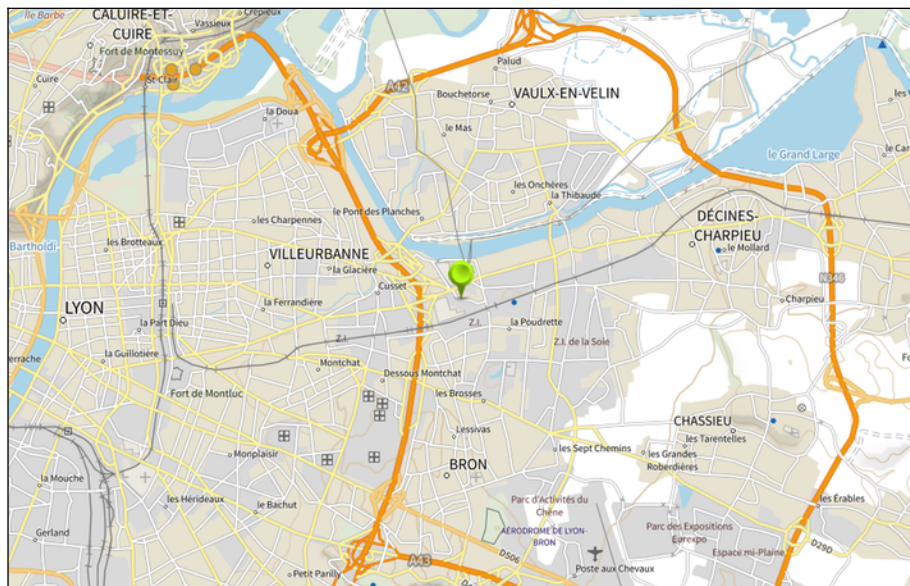 Île Barbe
CALUIRE-ET-
CUIRE
Vassieux
Crépieux
Fort de Montessuy
Cuire
St-Clair
la Doua
A42
Palud
Bouchetorse
VAULX-EN-VELIN
le Mas
le Grand Large
les Onchères
la Thibaude
les Charpennes
le Pont des Planches
Bartholdi
les Brotteaux
VILLEURBANNE
la Glacière
Cusset
DÉCINES-
CHARPIEU
le Mollard
N346
Charpieu
LYON
la Ferrandière
la Part Dieu
Z.I.
Z.I.
la Poudrette
Z.I. de la Soie
la Guillotière
Montchat
Dessous Montchat
Fort de Montluc
les Brosses
Lessivas
CHASSIEU
les Tarentelles
les Sept Chemins
les Grandes
Roberdières
Monplaisir
BRON
la Mouche
les Hérideaux
le Bachut
Parc d'Activités du
Chêne
AÉRODROME DE LYON-
BRON
les Érables
Parc des Expositions
Eurexpo
Gerland
Espace mi-Plaine
D29D
D506
A43
Petit Parilly
Poste aux Chevaux